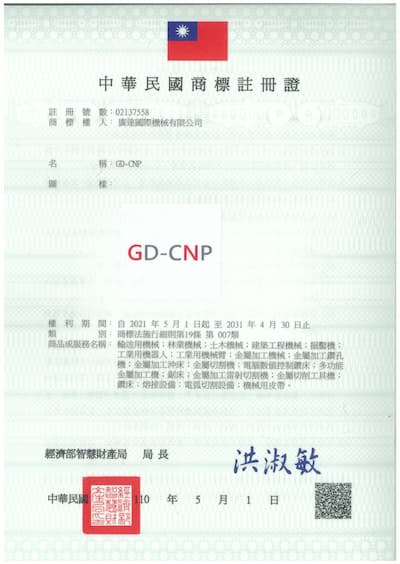 中華民國商標註冊證
註冊號數：02137558
商標權人：廣達國際機械有限公司
名稱：GD-CNP
圖樣：
GD-CNP
權利期間：自 2021 年 5 月 1 日起 至 2031 年 4 月 30 日止
類別：商標法施行細則第19條 第 007類
商品或服務名稱：輸送用機械；林業機械；土木機械；建築工程機械；掘鑿機；
工業用機器人；工業用機械臂；金屬加工機械；金屬加工鑽孔
機；金屬加工沖床；金屬切割機；電腦數值控制鑽床；多功能
金屬加工機；鋸床；金屬加工雷射切割機；金屬切削工具機；
鑽床；熔接設備；電弧切割設備；機械用皮帶。
經濟部智慧財產局 局長 洪淑敏
中華民國 110 年 5 月 1 日